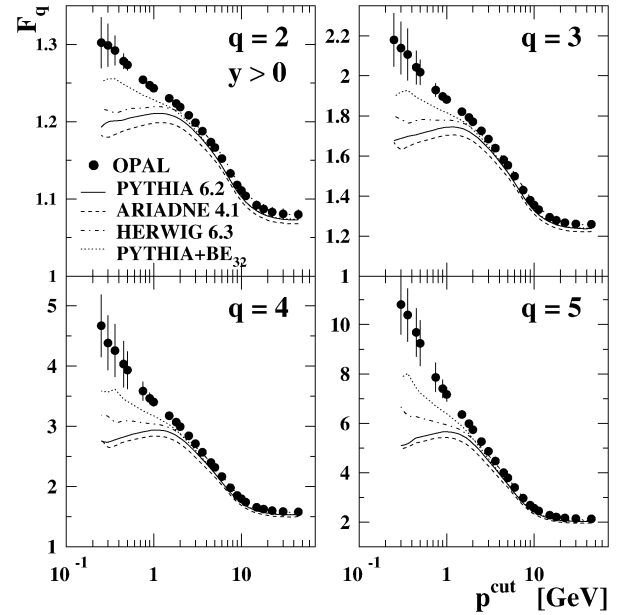 F_q
1.3
1.2
1.1
1
q = 2
y > 0
OPAL
PYTHIA 6.2
ARIADNE 4.1
HERWIG 6.3
PYTHIA+BE_32
2.2
2
1.8
1.6
1.4
1.2
1
q = 3
5
4
3
2
1
q = 4
10
8
6
4
2
q = 5
10^-1 1 10
10^-1 1 10
p^cut [GeV]